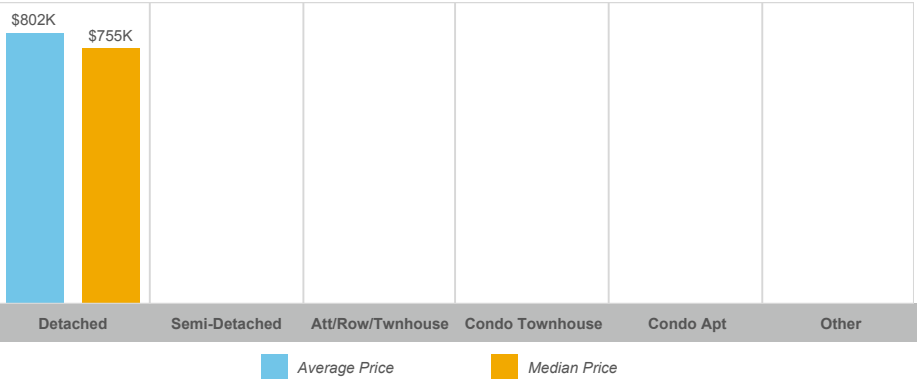 $802K
$755K
Detached Semi-Detached Att/Row/Twnhouse Condo Townhouse Condo Apt Other
Average Price Median Price